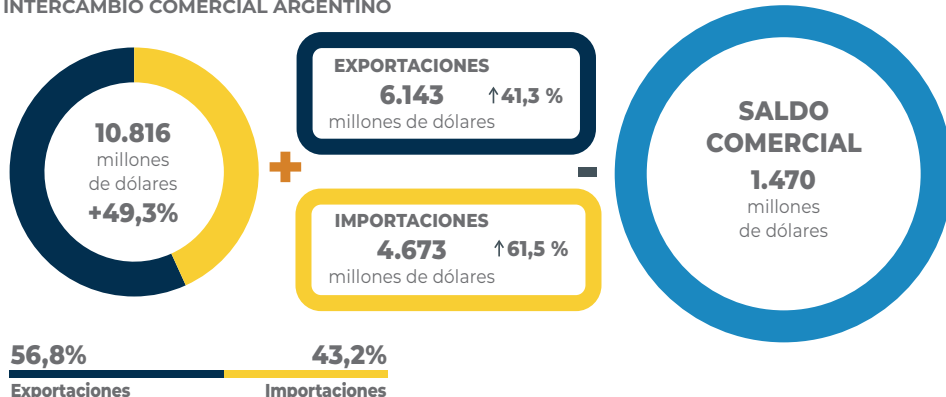 INTERCAMBIO COMERCIAL ARGENTINO
10.816
millones
de dólares
+49,3%
+
EXPORTACIONES
6.143 ↑41,3 %
millones de dólares
IMPORTACIONES
4.673 ↑61,5 %
millones de dólares
-
SALDO
COMERCIAL
1.470
millones
de dólares
56,8% 43,2%
Exportaciones Importaciones